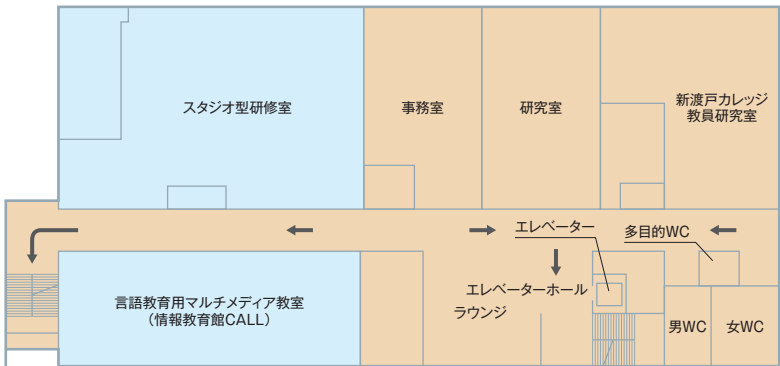 スタジオ型研修室
事務室
研究室
新渡戸カレッジ
教員研究室
エレベーター
多目的WC
エレベーターホール
ラウンジ
言語教育用マルチメディア教室
（情報教育館CALL）
男WC
女WC